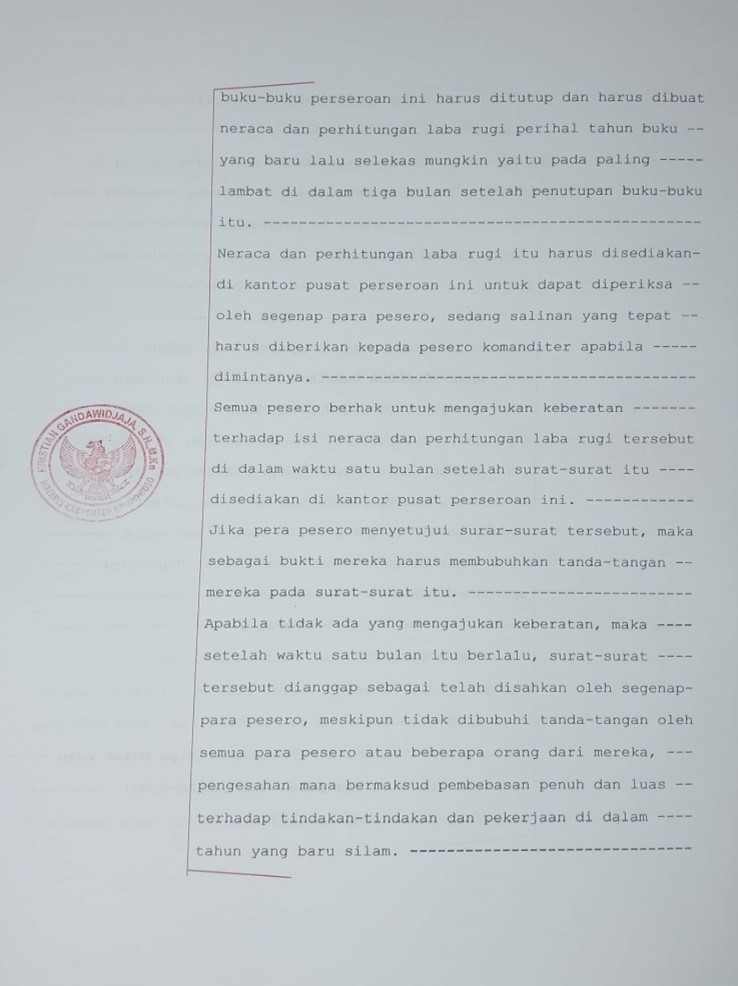 buku-buku perseroan ini harus ditutup dan harus dibuat
neraca dan perhitungan laba rugi perihal tahun buku --
yang baru lalu selekas mungkin yaitu pada paling -----
lambat di dalam tiga bulan setelah penutupan buku-buku
itu. -------------------------------------------------
Neraca dan perhitungan laba rugi itu harus disediakan-
di kantor pusat perseroan ini untuk dapat diperiksa --
oleh segenap para pesero, sedang salinan yang tepat --
harus diberikan kepada pesero komanditer apabila -----
dimintanya. ------------------------------------------
Semua pesero berhak untuk mengajukan keberatan -------
terhadap isi neraca dan perhitungan laba rugi tersebut
di dalam waktu satu bulan setelah surat-surat itu ----
disediakan di kantor pusat perseroan ini. ------------
Jika pera pesero menyetujui surar-surat tersebut, maka
sebagai bukti mereka harus membubuhkan tanda-tangan --
mereka pada surat-surat itu. -------------------------
Apabila tidak ada yang mengajukan keberatan, maka ----
setelah waktu satu bulan itu berlalu, surat-surat ----
tersebut dianggap sebagai telah disahkan oleh segenap-
para pesero, meskipun tidak dibubuhi tanda-tangan oleh
semua para pesero atau beberapa orang dari mereka, ---
pengesahan mana bermaksud pembebasan penuh dan luas --
terhadap tindakan-tindakan dan pekerjaan di dalam ----
tahun yang baru silam. -------------------------------
KRISTIAN GANDAWIDJAJA, S.H., M.Kn
NOTARIS KABUPATEN BONDOWOSO